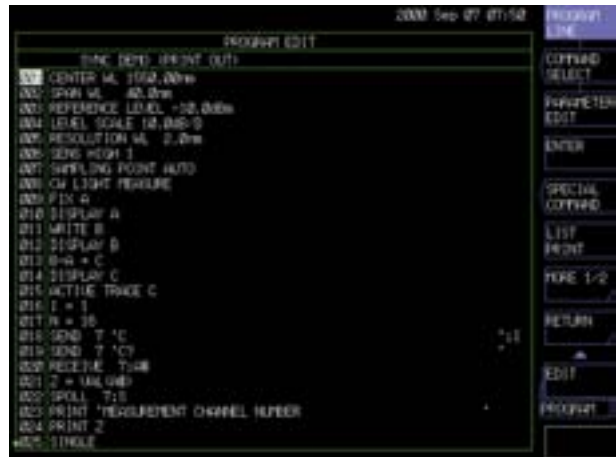 2000 Sep 07 07:50
PROGRAM EDIT
SYNC DEMO (PRINT OUT)
001 CENTER WL 1550.00nm
002 SPAN WL 40.0nm
003 REFERENCE LEVEL -30.0dBm
004 LEVEL SCALE 10.0dB/D
005 RESOLUTION WL 2.0nm
006 SENS HIGH 1
007 SAMPLING POINT AUTO
008 CW LIGHT MEASURE
009 FIX A
010 DISPLAY A
011 WRITE B
012 DISPLAY B
013 B-A → C
014 DISPLAY C
015 ACTIVE TRACE C
016 I = 1
017 N = 16
018 SEND 7 "C ";I
019 SEND 7 "C? "
020 RECEIVE 7;A@
021 Z = VAL(A@)
022 SPOLL 7;S
023 PRINT "MEASUREMENT CHANNEL NUMBER "
024 PRINT Z
025 SINGLE
PROGRAM LINE
COMMAND SELECT
PARAMETER EDIT
ENTER
SPECIAL COMMAND
LIST PRINT
MORE 1/2
RETURN
EDIT
PROGRAM